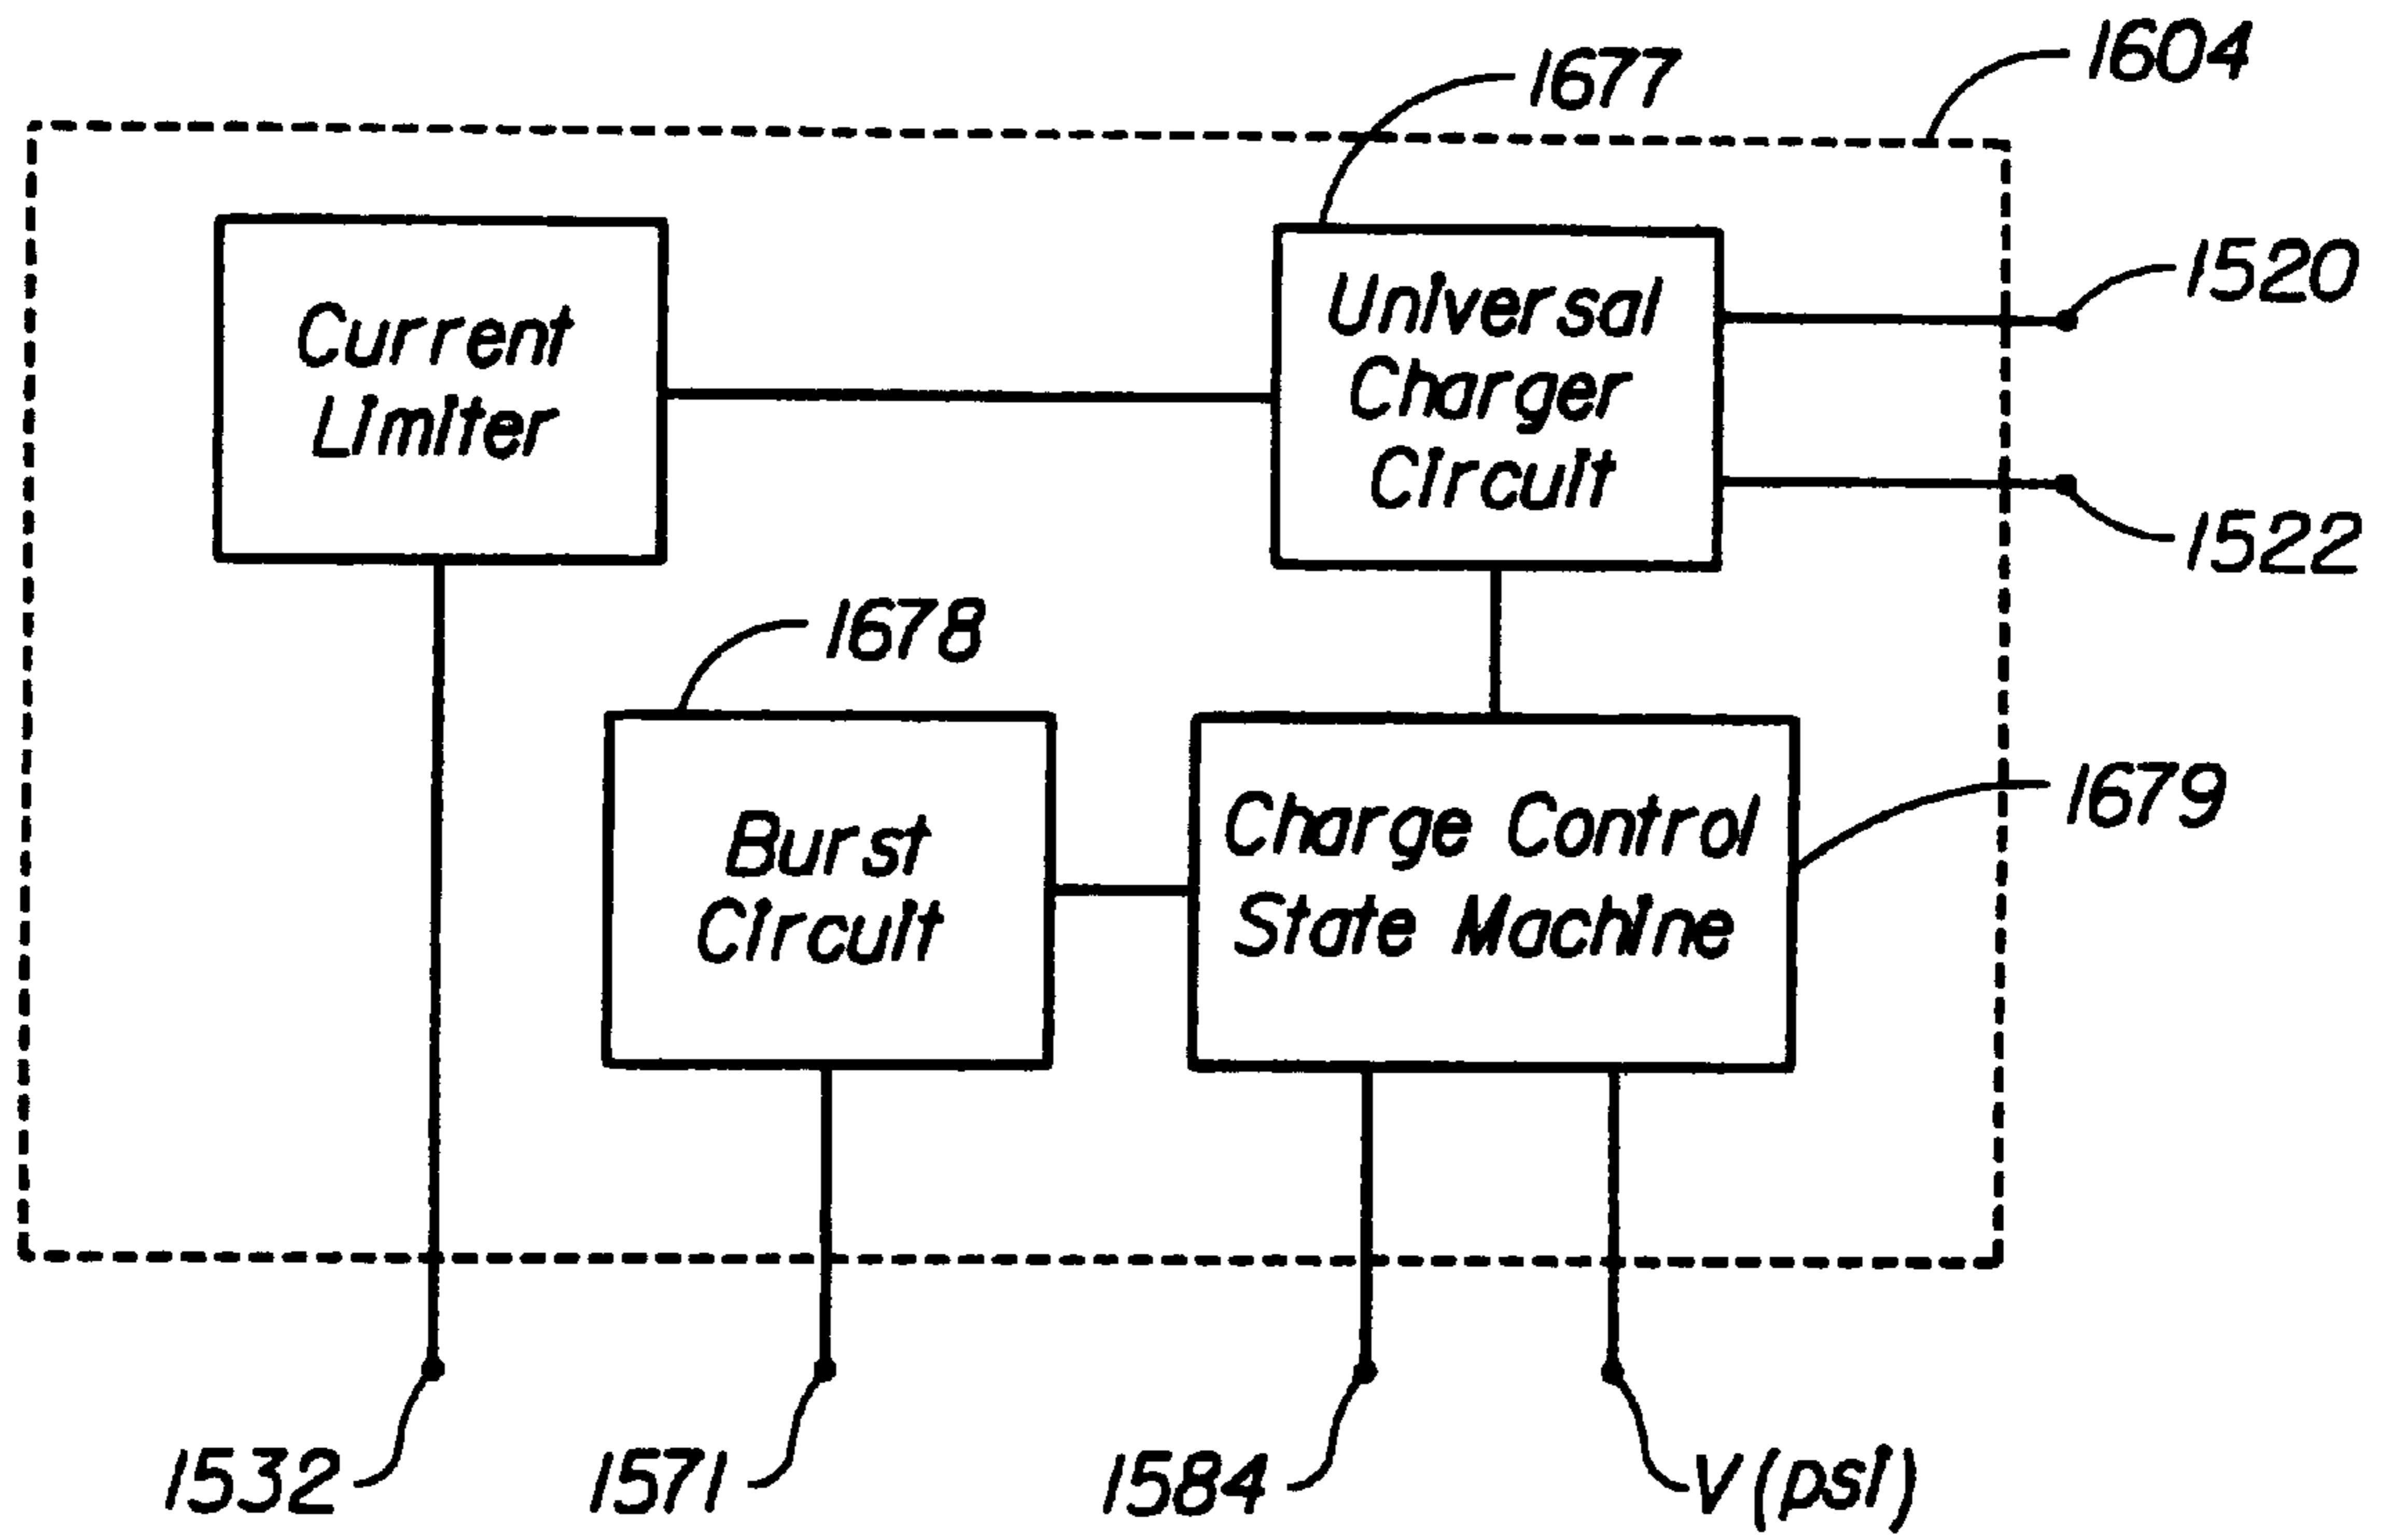 1604
1677
Current
Limiter
Universal
Charger
Circuit
1520
1522
1678
Burst
Circuit
Charge Control
State Machine
1679
1532
1571
1584
V(psi)